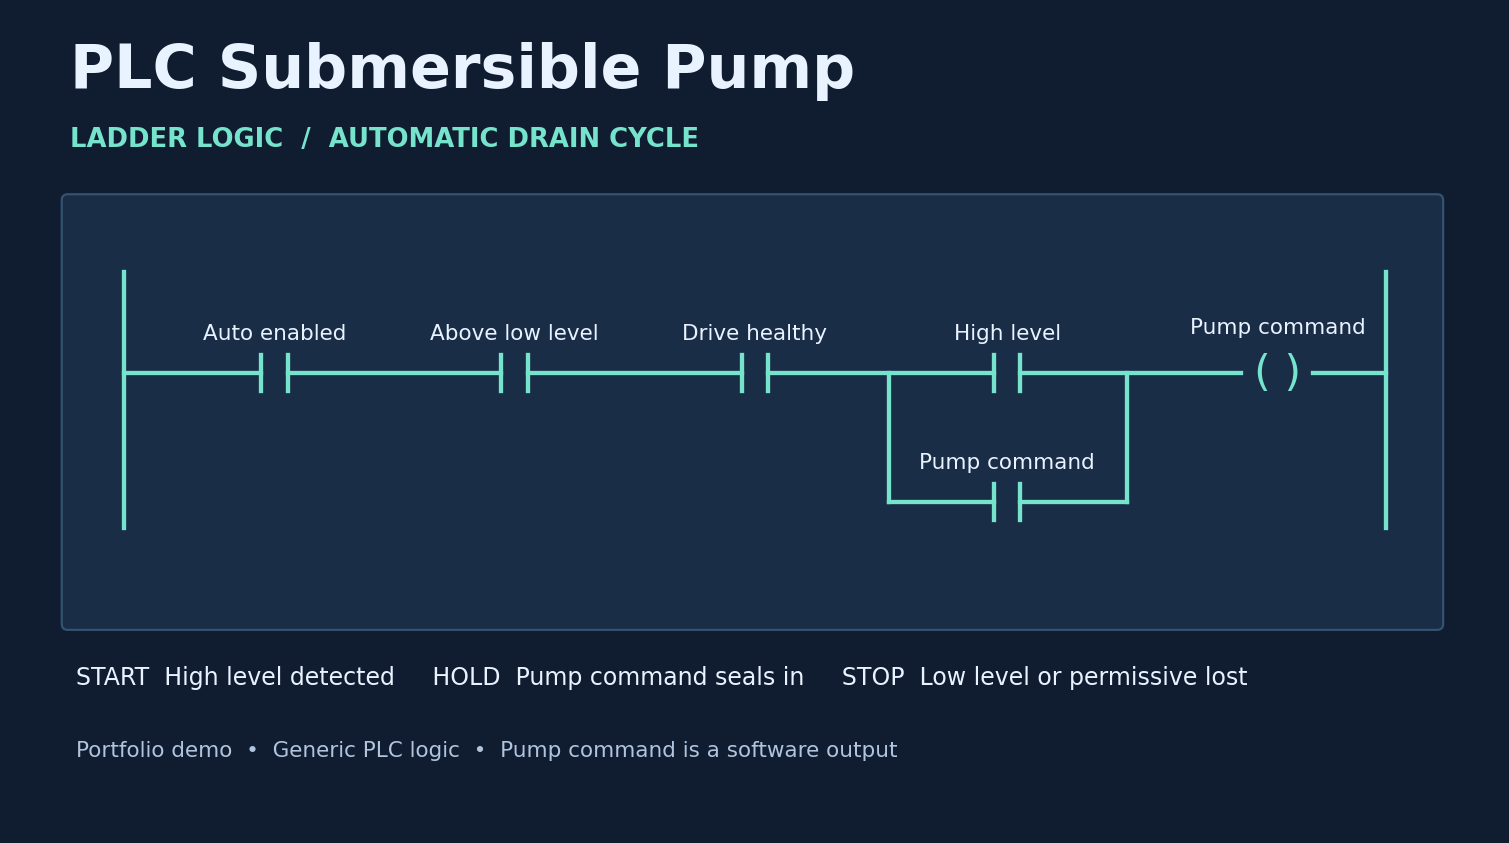 PLC Submersible Pump
LADDER LOGIC / AUTOMATIC DRAIN CYCLE
Auto enabled
Above low level
Drive healthy
High level
Pump command
( )
Pump command
START High level detected HOLD Pump command seals in STOP Low level or permissive lost
Portfolio demo • Generic PLC logic • Pump command is a software output